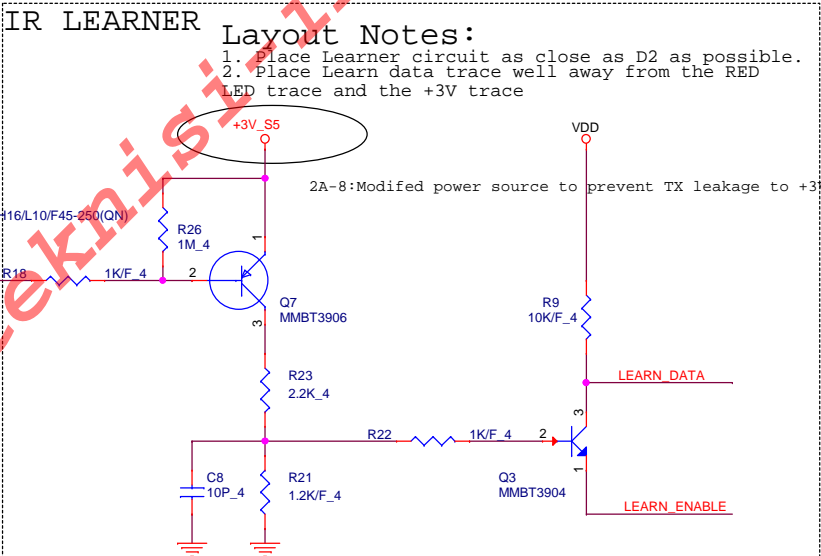 IR LEARNER
Layout Notes:
1. Place Learner circuit as close as D2 as possible.
2. Place Learn data trace well away from the RED
LED trace and the +3V trace
+3V_S5
VDD
2A-8:Modifed power source to prevent TX leakage to +3
H16/L10/F45-250(QN)
R26
1M_4
1
R18
1K/F_4
2
Q7
MMBT3906
3
R9
10K/F_4
R23
2.2K_4
LEARN_DATA
3
R22
1K/F_4
2
C8
10P_4
R21
1.2K/F_4
Q3
MMBT3904
1
LEARN_ENABLE
eknisi-i